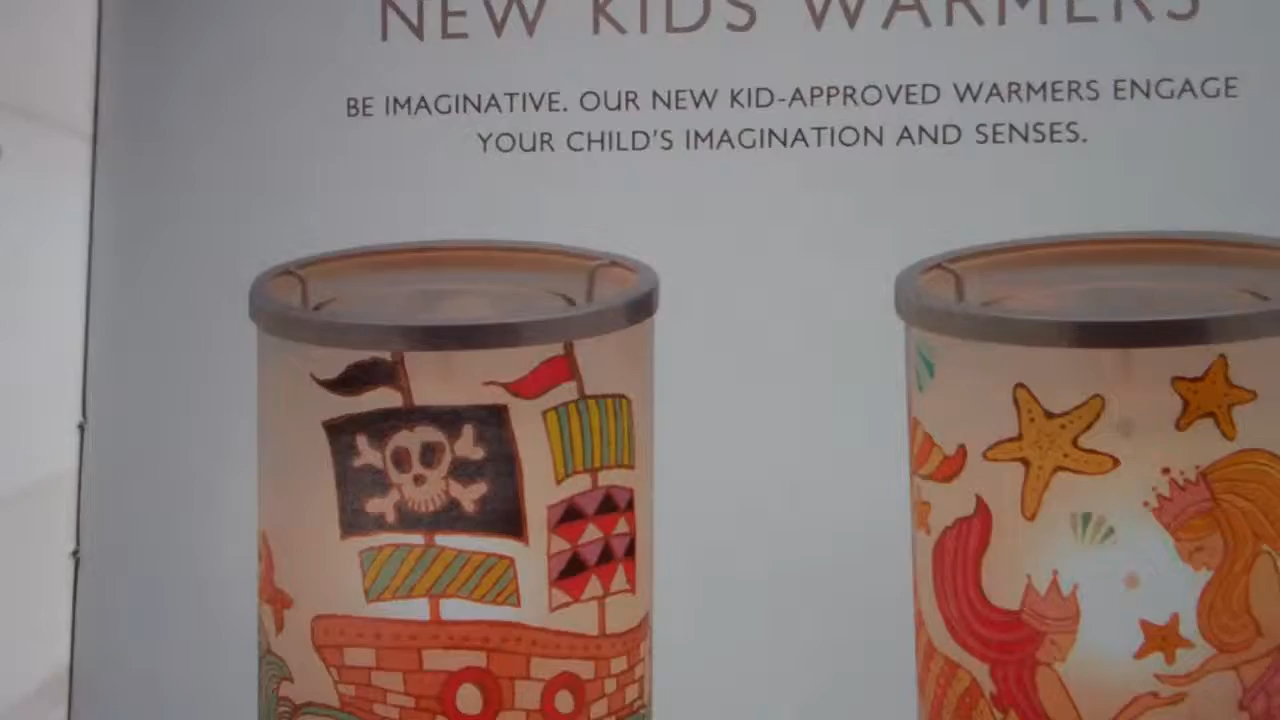 NEW KIDS WARMERS
BE IMAGINATIVE. OUR NEW KID-APPROVED WARMERS ENGAGE
YOUR CHILD'S IMAGINATION AND SENSES.